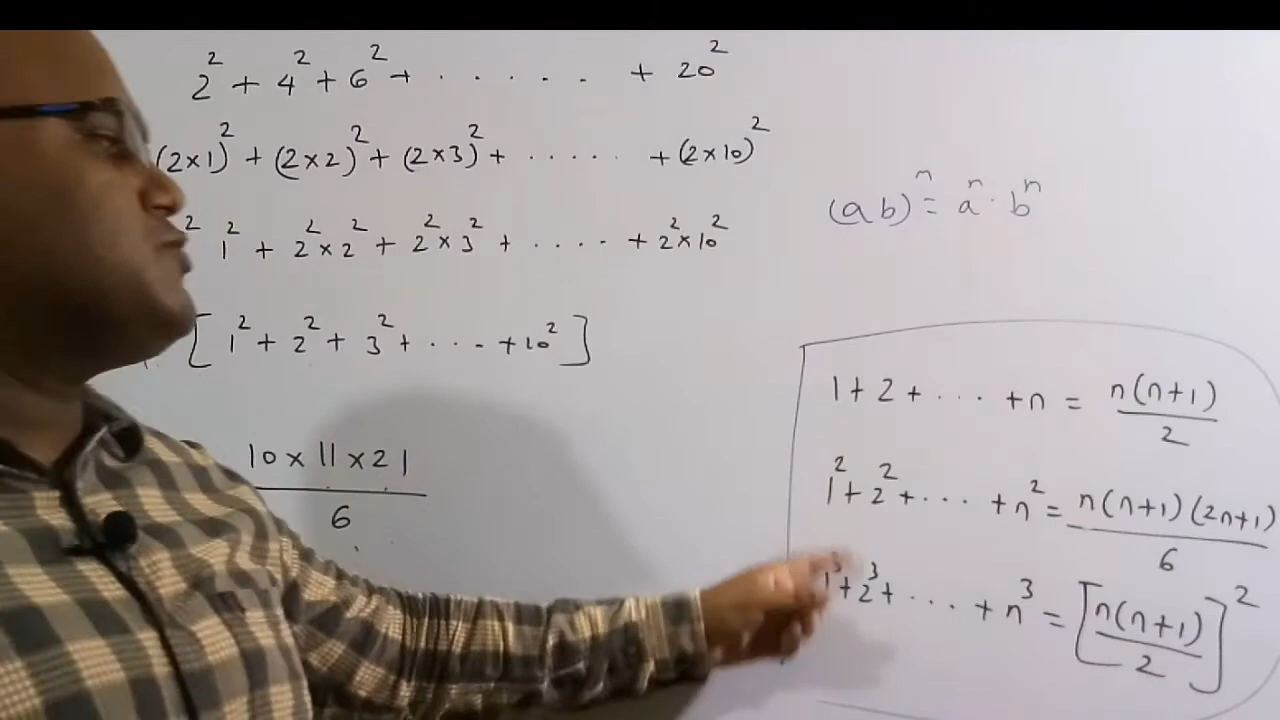 2² + 4² + 6² + . . . . . . + 20²
(2×1)² + (2×2)² + (2×3)² + . . . . . + (2×10)²
² 1² + 2²×2² + 2²×3² + . . . . + 2²×10²
[1² + 2² + 3² + . . . . + 10²]
10 × 11 × 21
6
(ab)ⁿ = aⁿ · bⁿ
1 + 2 + . . . + n = n(n+1)/2
1² + 2² + . . . . + n² = n(n+1)(2n+1)/6
1³ + 2³ + . . . + n³ = [n(n+1)/2]²